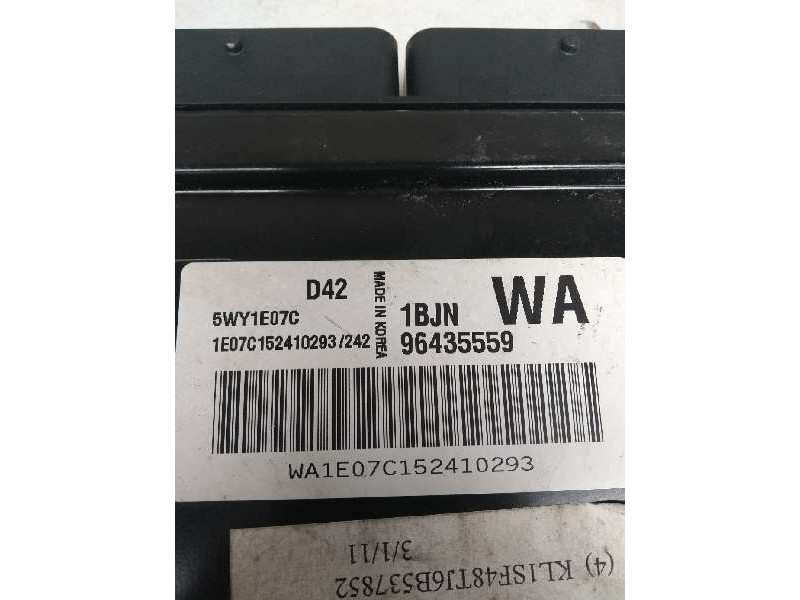 D42
MADE IN KOREA
1BJN WA
5WY1E07C
1E07C152410293/242
96435559
WA1E07C152410293
(4) KL1SF48TJ6B537852
3/1/11